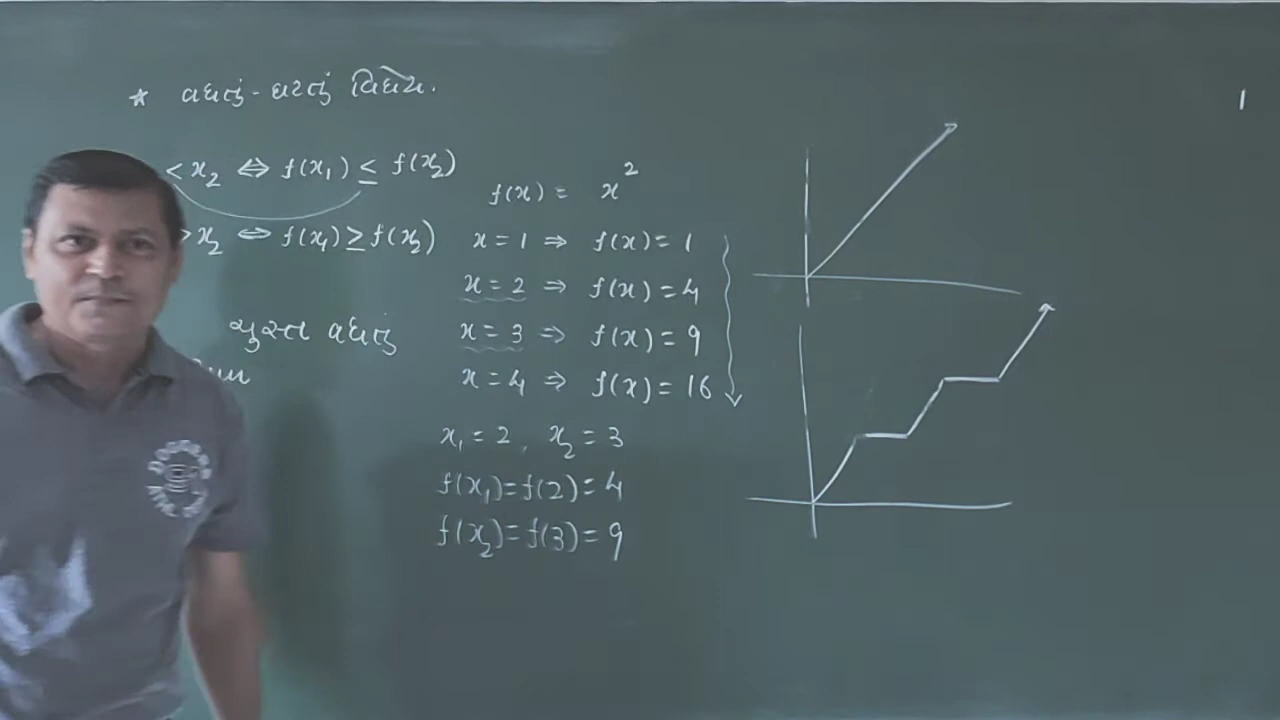 * વધતું - ઘટતું વિધેય.
< x₂ ⇔ f(x₁) ≤ f(x₂)
> x₂ ⇔ f(x₁) ≥ f(x₂)
ચુસ્ત વધતું
f(x) = x²
x = 1 ⇒ f(x) = 1
x = 2 ⇒ f(x) = 4
x = 3 ⇒ f(x) = 9
x = 4 ⇒ f(x) = 16
x₁ = 2, x₂ = 3
f(x₁) = f(2) = 4
f(x₂) = f(3) = 9
1